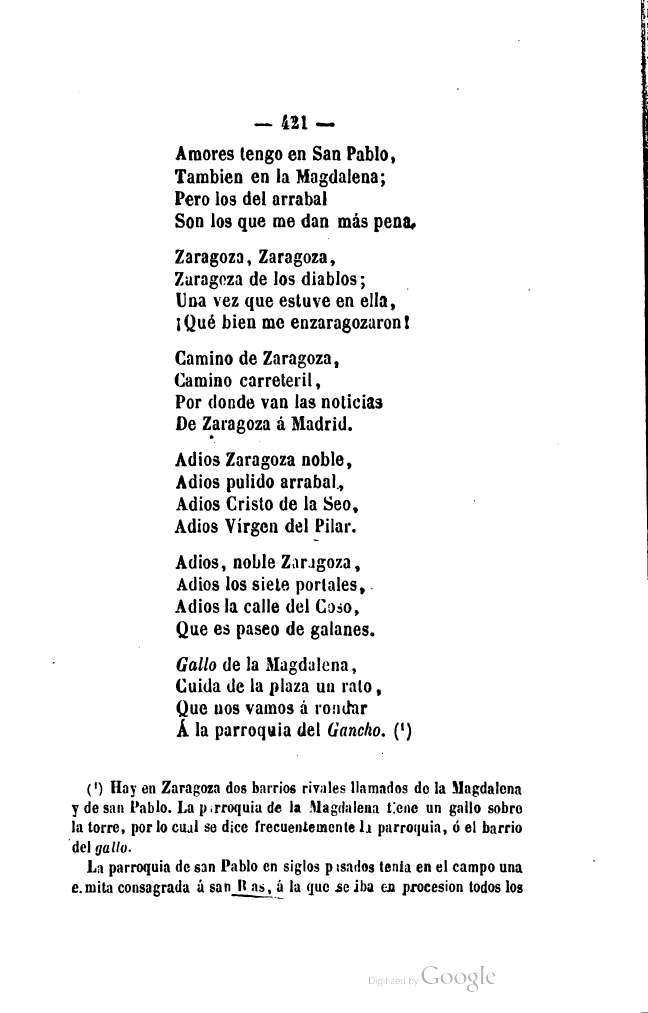 — 421 —
Amores tengo en San Pablo,
Tambien en la Magdalena;
Pero los del arrabal
Son los que me dan más pena.
Zaragoza, Zaragoza,
Zaragoza de los diablos;
Una vez que estuve en ella,
¡Qué bien me enzaragozaron!
Camino de Zaragoza,
Camino carreteril,
Por donde van las noticias
De Zaragoza á Madrid.
Adios Zaragoza noble,
Adios pulido arrabal,
Adios Cristo de la Seo,
Adios Vírgen del Pilar.
Adios, noble Zaragoza,
Adios los siete portales,
Adios la calle del Coso,
Que es paseo de galanes.
Gallo de la Magdalena,
Cuida de la plaza un rato,
Que nos vamos á rondar
Á la parroquia del Gancho. (¹)
(¹) Hay en Zaragoza dos barrios rivales llamados de la Magdalena
y de san Pablo. La parroquia de la Magdalena tiene un gallo sobre
la torre, por lo cual se dice frecuentemente la parroquia, ó el barrio
del gallo.
La parroquia de san Pablo en siglos pasados tenia en el campo una
ermita consagrada á san Blas, á la que se iba en procesion todos los
Digitized by Google